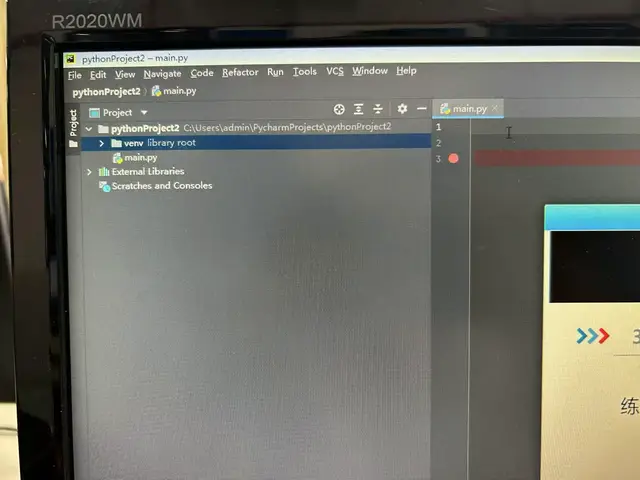 R2020WM
pythonProject2 – main.py
File Edit View Navigate Code Refactor Run Tools VCS Window Help
pythonProject2 main.py
Project
Project
main.py
pythonProject2 C:\Users\admin\PycharmProjects\pythonProject2
venv library root
main.py
External Libraries
Scratches and Consoles
1
2
3
3
练